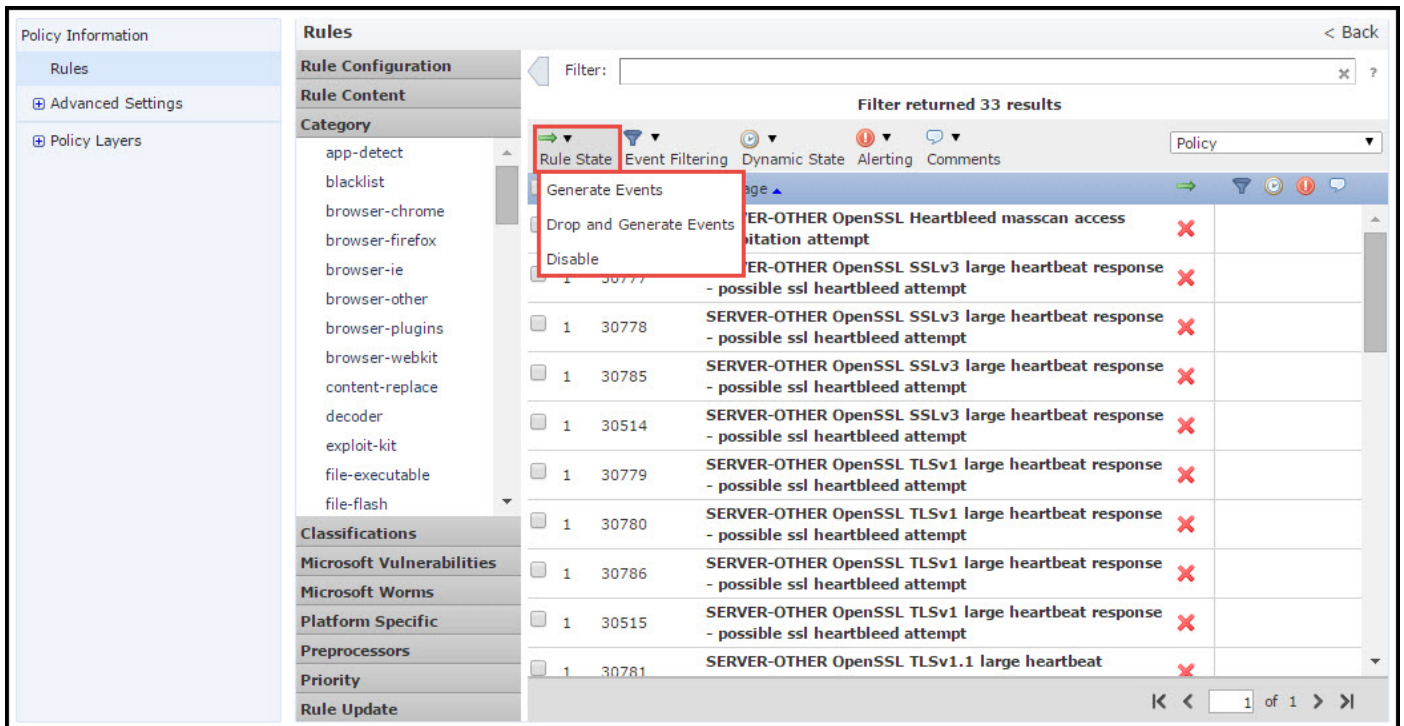 Policy Information
Rules
Advanced Settings
Policy Layers
Rules
< Back
Rule Configuration
Rule Content
Category
app-detect
blacklist
browser-chrome
browser-firefox
browser-ie
browser-other
browser-plugins
browser-webkit
content-replace
decoder
exploit-kit
file-executable
file-flash
Classifications
Microsoft Vulnerabilities
Microsoft Worms
Platform Specific
Preprocessors
Priority
Rule Update
Filter:
?
Filter returned 33 results
Rule State Event Filtering Dynamic State Alerting Comments
Policy
Generate Events
Drop and Generate Events
Disable
SERVER-OTHER OpenSSL Heartbleed masscan access
attempt
1 30777 SERVER-OTHER OpenSSL SSLv3 large heartbeat response
- possible ssl heartbleed attempt
1 30778 SERVER-OTHER OpenSSL SSLv3 large heartbeat response
- possible ssl heartbleed attempt
1 30785 SERVER-OTHER OpenSSL SSLv3 large heartbeat response
- possible ssl heartbleed attempt
1 30514 SERVER-OTHER OpenSSL SSLv3 large heartbeat response
- possible ssl heartbleed attempt
1 30779 SERVER-OTHER OpenSSL TLSv1 large heartbeat response
- possible ssl heartbleed attempt
1 30780 SERVER-OTHER OpenSSL TLSv1 large heartbeat response
- possible ssl heartbleed attempt
1 30786 SERVER-OTHER OpenSSL TLSv1 large heartbeat response
- possible ssl heartbleed attempt
1 30515 SERVER-OTHER OpenSSL TLSv1 large heartbeat response
- possible ssl heartbleed attempt
1 30781 SERVER-OTHER OpenSSL TLSv1.1 large heartbeat
1 of 1